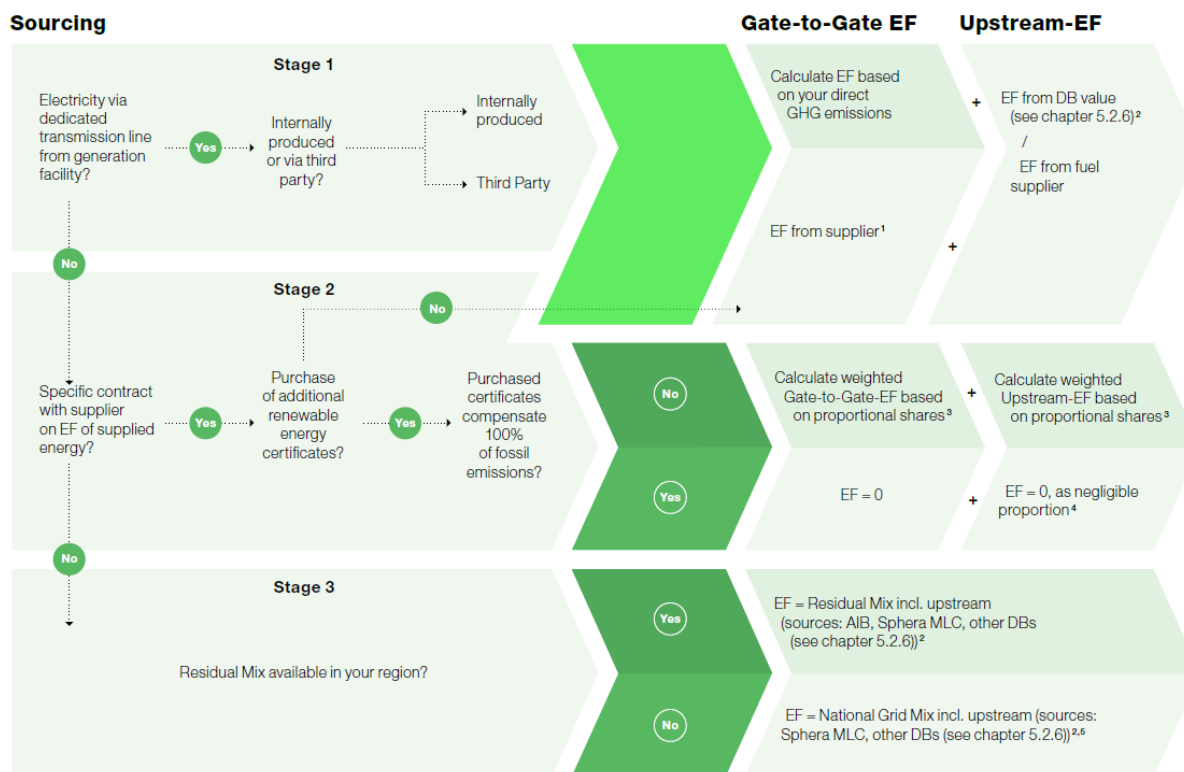 Sourcing
Gate-to-Gate EF
Upstream-EF
Stage 1
Electricity via
dedicated
transmission line
from generation
facility?
Yes
Internally
produced
or via third
party?
Internally
produced
Third Party
Calculate EF based
on your direct
GHG emissions
+
EF from DB value
(see chapter 5.2.6)²
/
EF from fuel
supplier
EF from supplier¹
+
No
Stage 2
No
Specific contract
with supplier
on EF of supplied
energy?
Yes
Purchase
of additional
renewable
energy
certificates?
Yes
Purchased
certificates
compensate
100%
of fossil
emissions?
No
Calculate weighted
Gate-to-Gate-EF based
on proportional shares³
+
Calculate weighted
Upstream-EF based
on proportional shares³
Yes
EF = 0
+
EF = 0, as negligible
proportion⁴
No
Stage 3
Residual Mix available in your region?
Yes
EF = Residual Mix incl. upstream
(sources: AIB, Sphera MLC, other DBs
(see chapter 5.2.6))²
No
EF = National Grid Mix incl. upstream (sources:
Sphera MLC, other DBs (see chapter 5.2.6))²,⁵